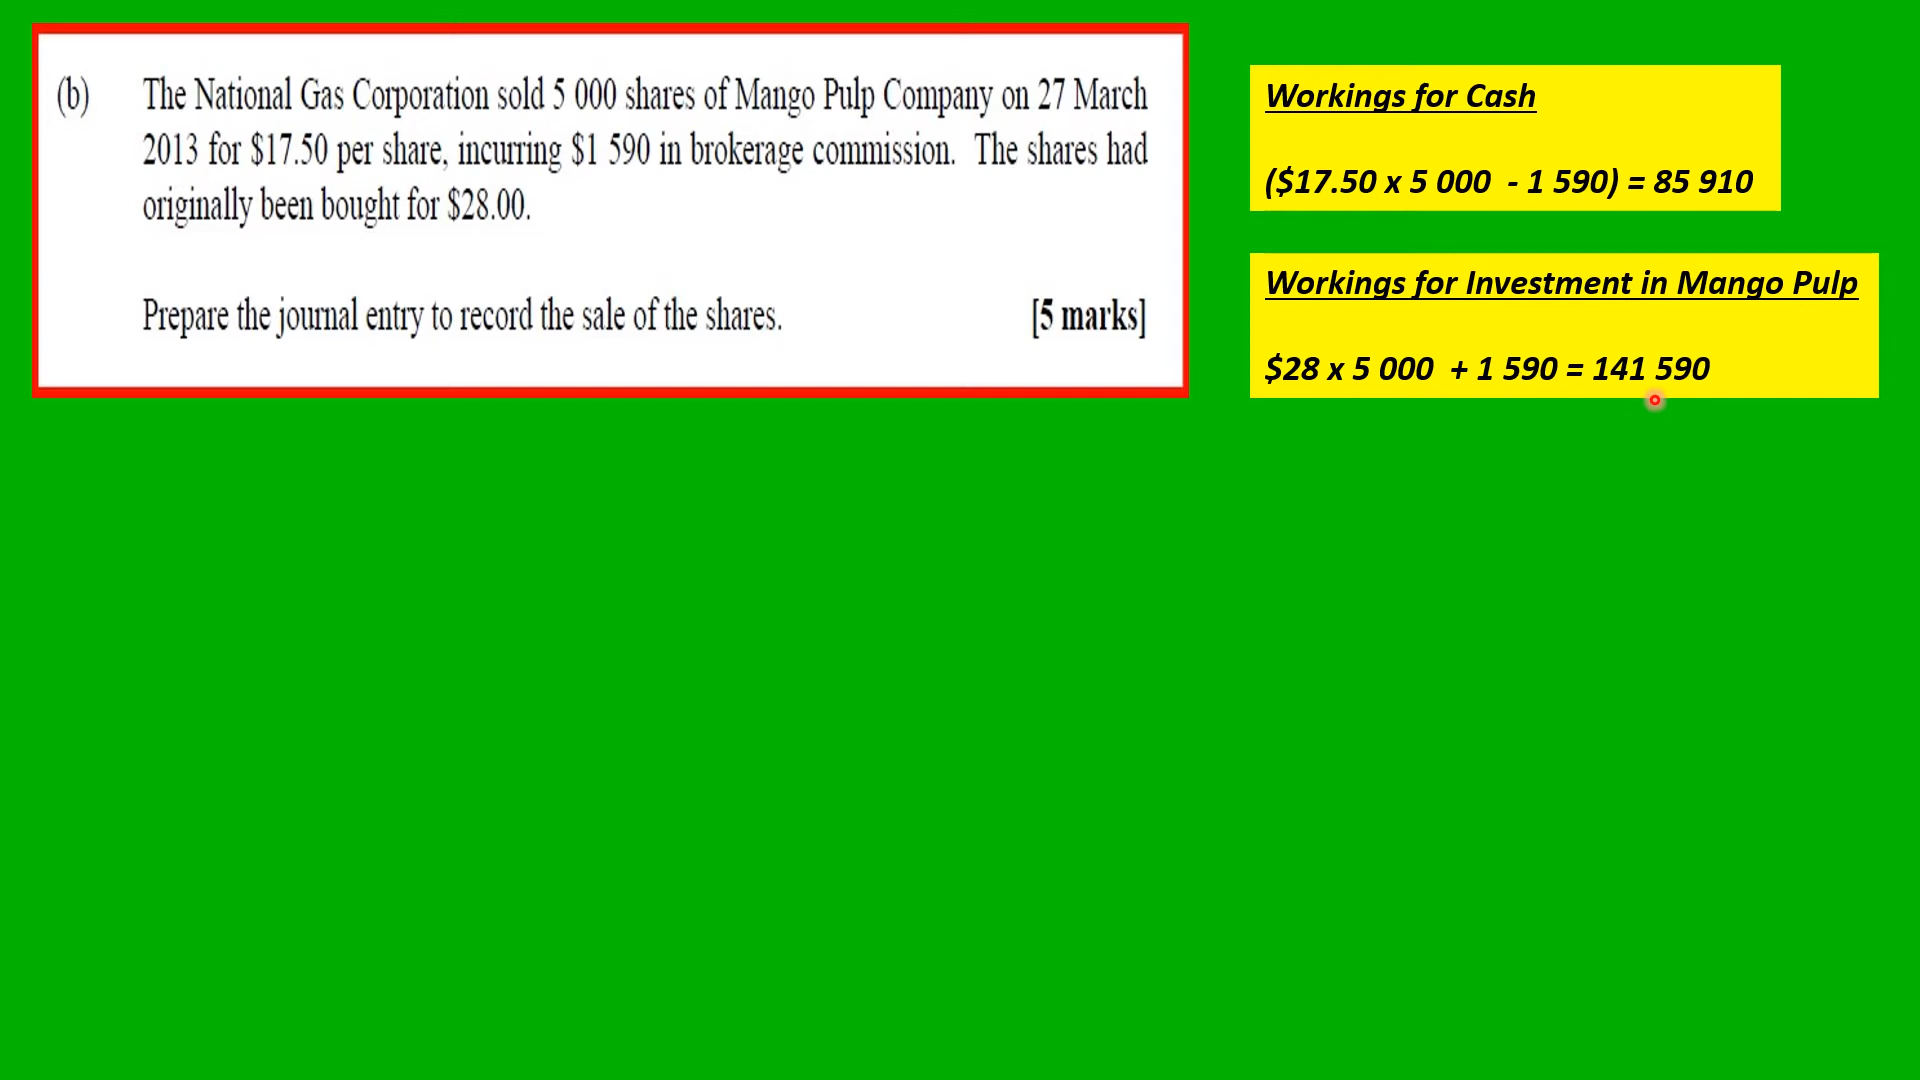 (b) The National Gas Corporation sold 5 000 shares of Mango Pulp Company on 27 March
2013 for $17.50 per share, incurring $1 590 in brokerage commission. The shares had
originally been bought for $28.00.
Prepare the journal entry to record the sale of the shares. [5 marks]
Workings for Cash
($17.50 x 5 000 - 1 590) = 85 910
Workings for Investment in Mango Pulp
$28 x 5 000 + 1 590 = 141 590